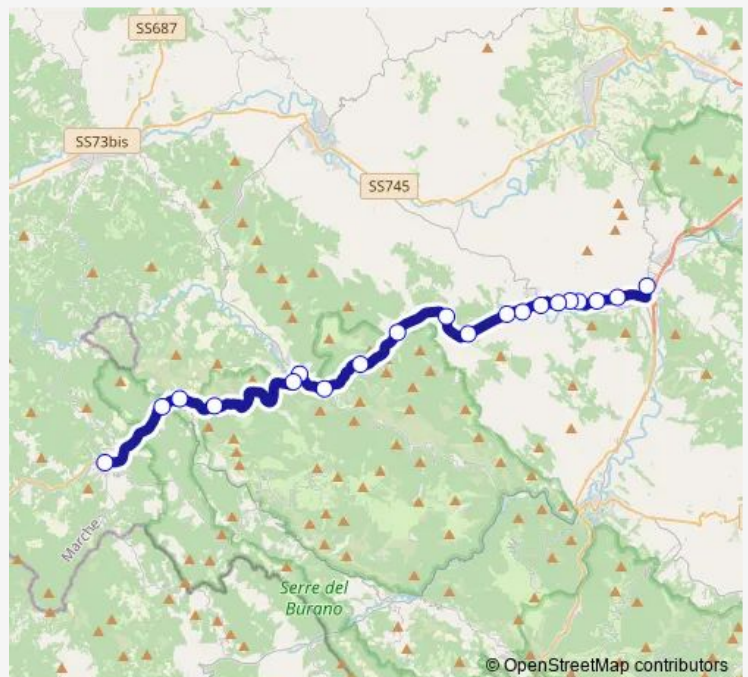 SS687
SS73bis
SS745
Marche
Serre del
Burano
© OpenStreetMap contributors